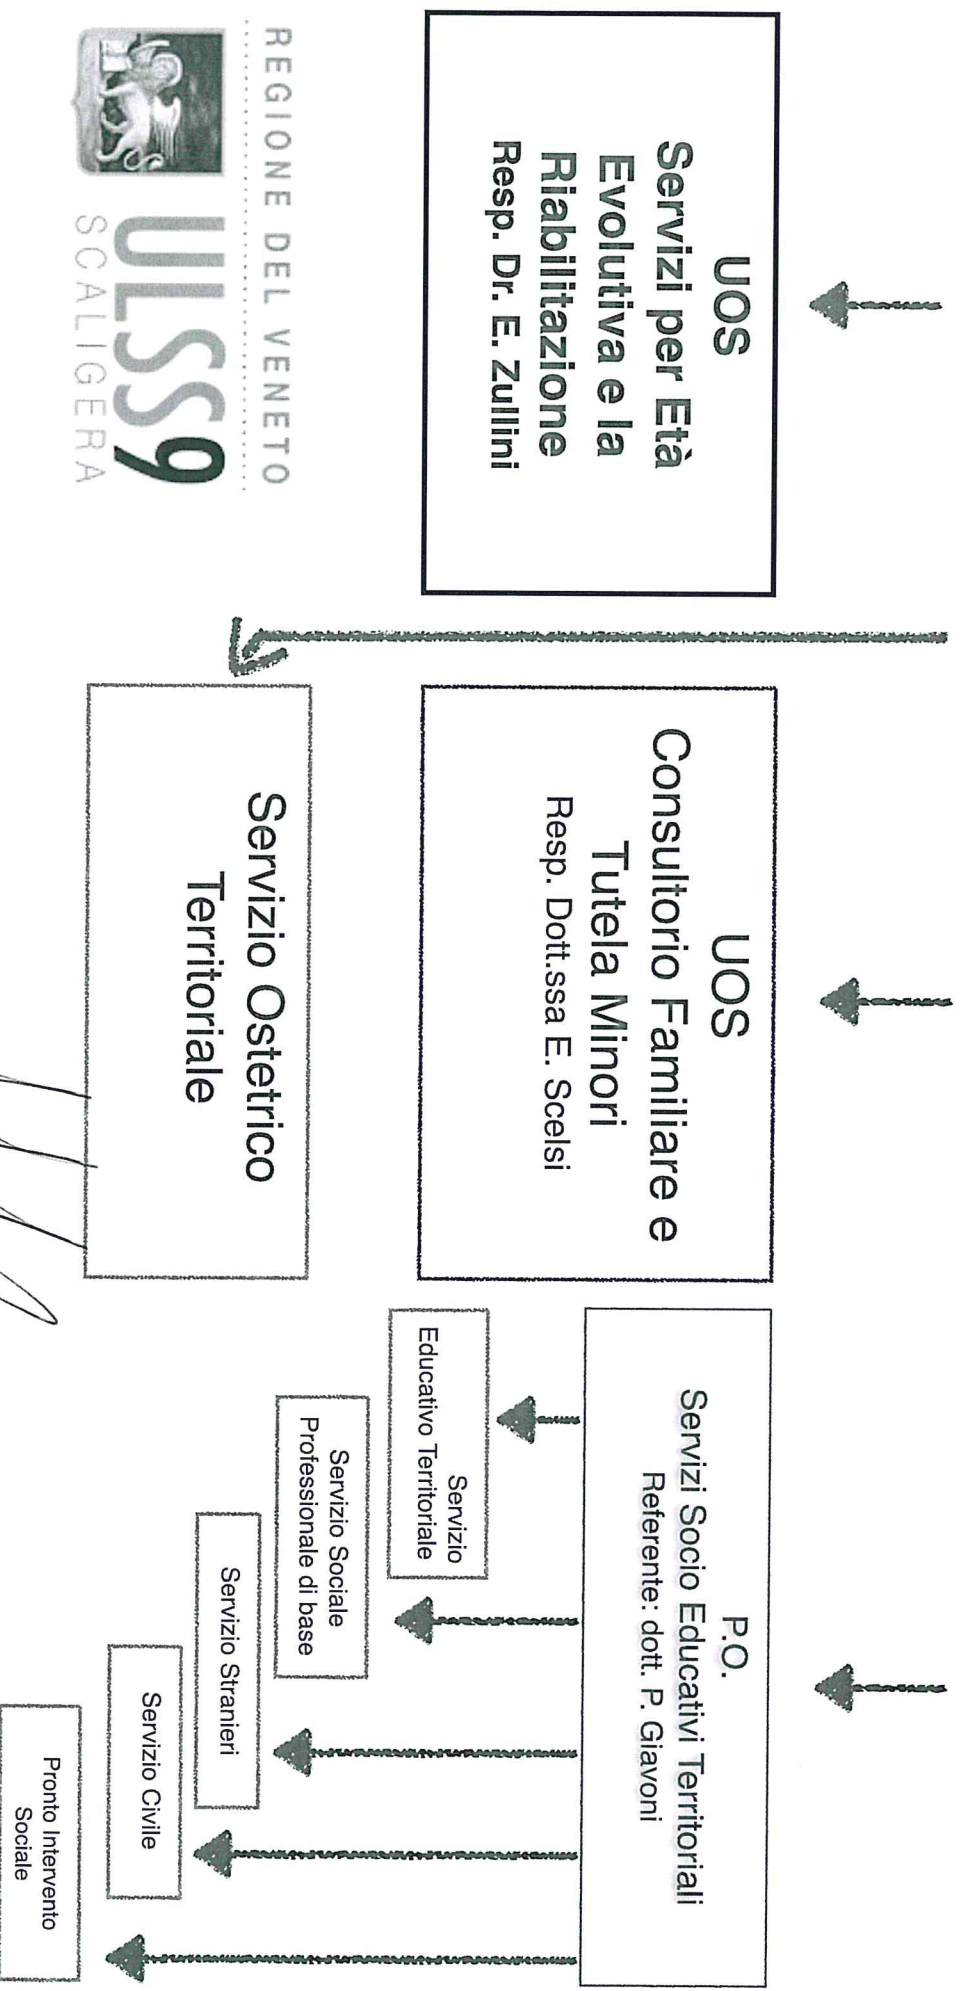 UOS
Servizi per Età
Evolutiva e la
Riabilitazione
Resp. Dr. E. Zullini
UOS
Consultorio Familiare e
Tutela Minori
Resp. Dott.ssa E. Scelsi
P.O.
Servizi Socio Educativi Territoriali
Referente: dott. P. Giavoni
Servizio Ostetrico
Territoriale
Servizio
Educativo Territoriale
Servizio Sociale
Professionale di base
Servizio Stranieri
Servizio Civile
Pronto Intervento
Sociale
REGIONE DEL VENETO
ULSS9
SCALIGERA